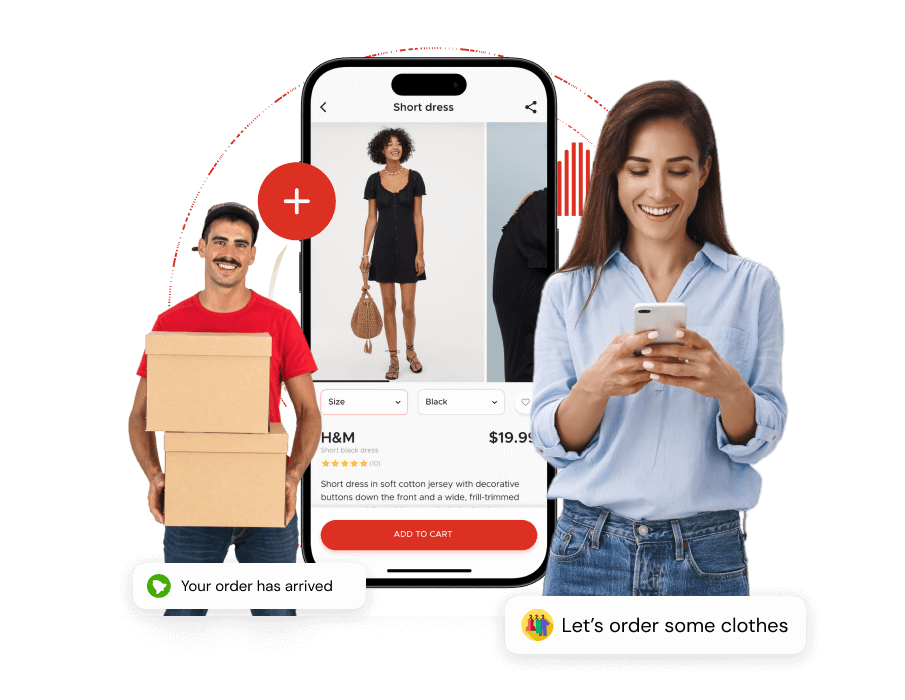 Short dress
Size
Black
H&M
$19.99
Short black dress
(10)
Short dress in soft cotton jersey with decorative
buttons down the front and a wide, frill-trimmed
ADD TO CART
Your order has arrived
Let's order some clothes